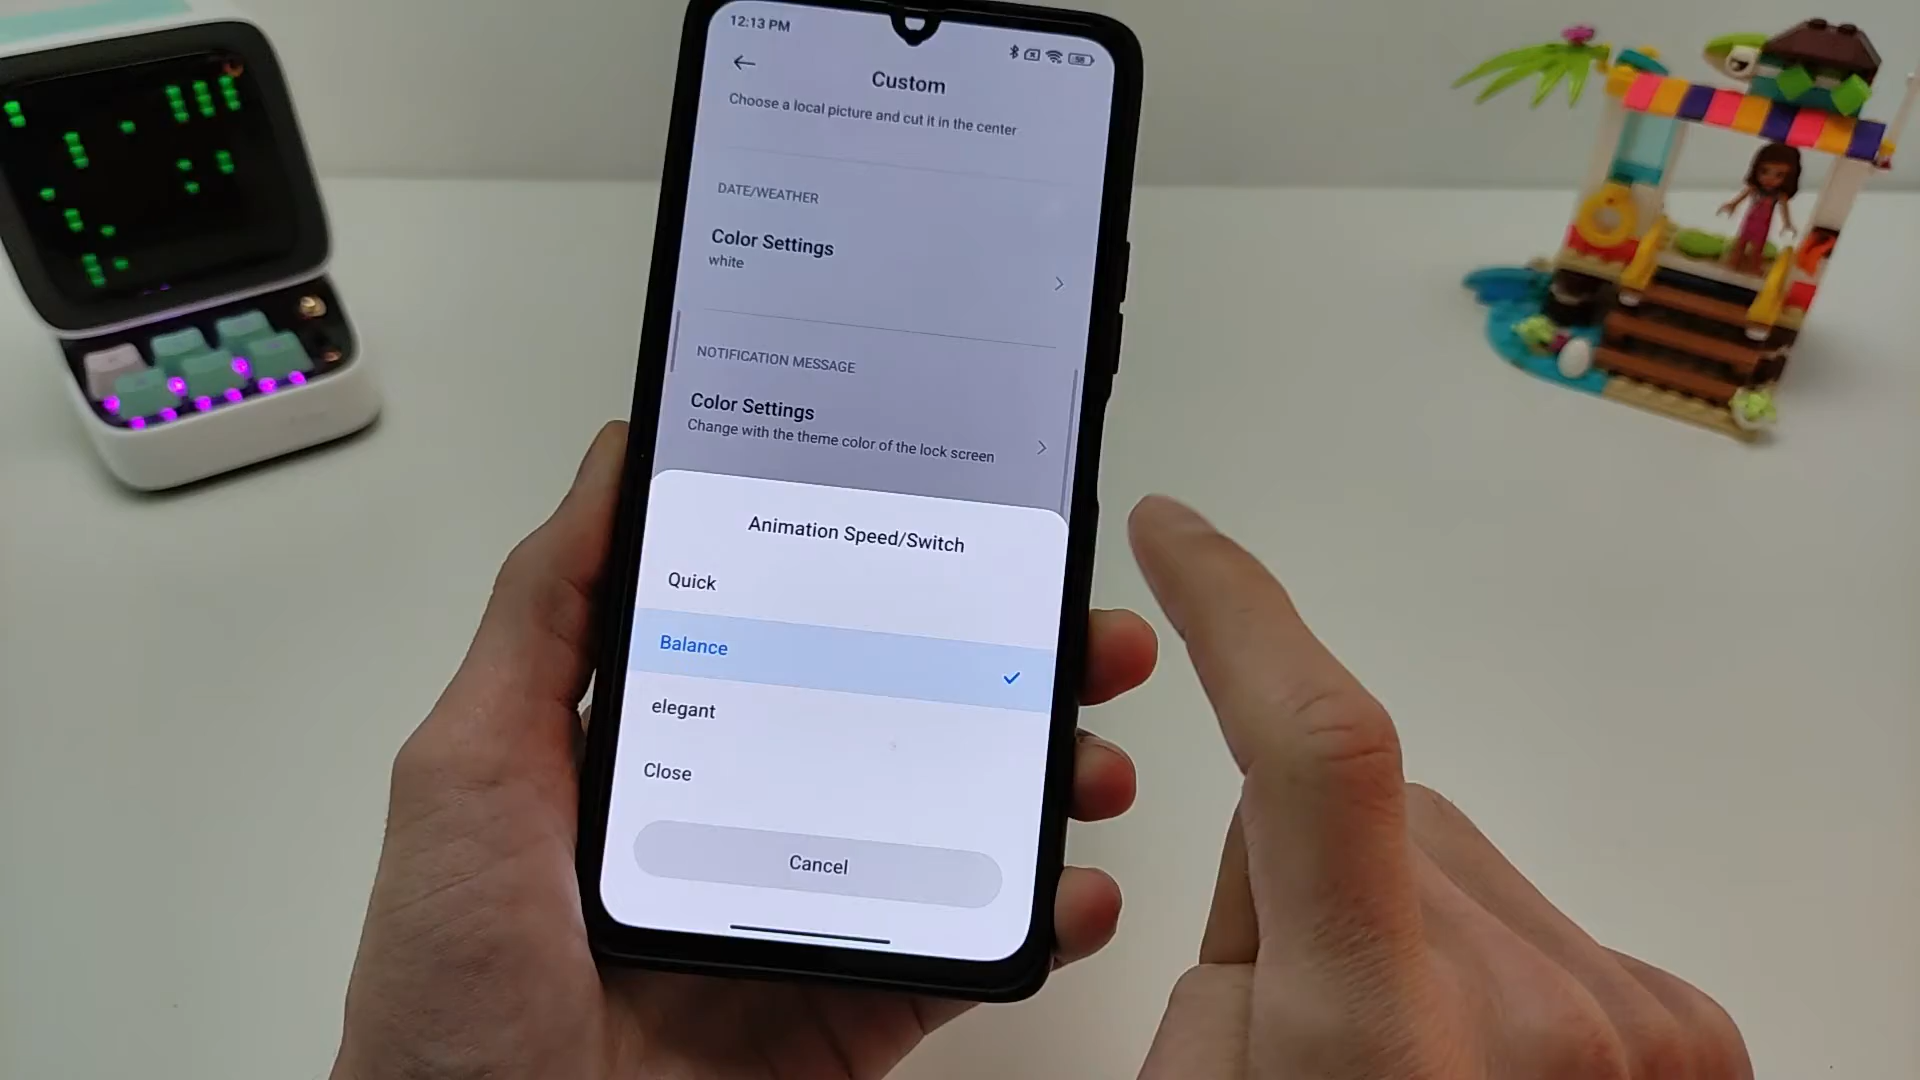 12:13 PM
58
Custom
Choose a local picture and cut it in the center
DATE/WEATHER
Color Settings
white
NOTIFICATION MESSAGE
Color Settings
Change with the theme color of the lock screen
Animation Speed/Switch
Quick
Balance
elegant
Close
Cancel